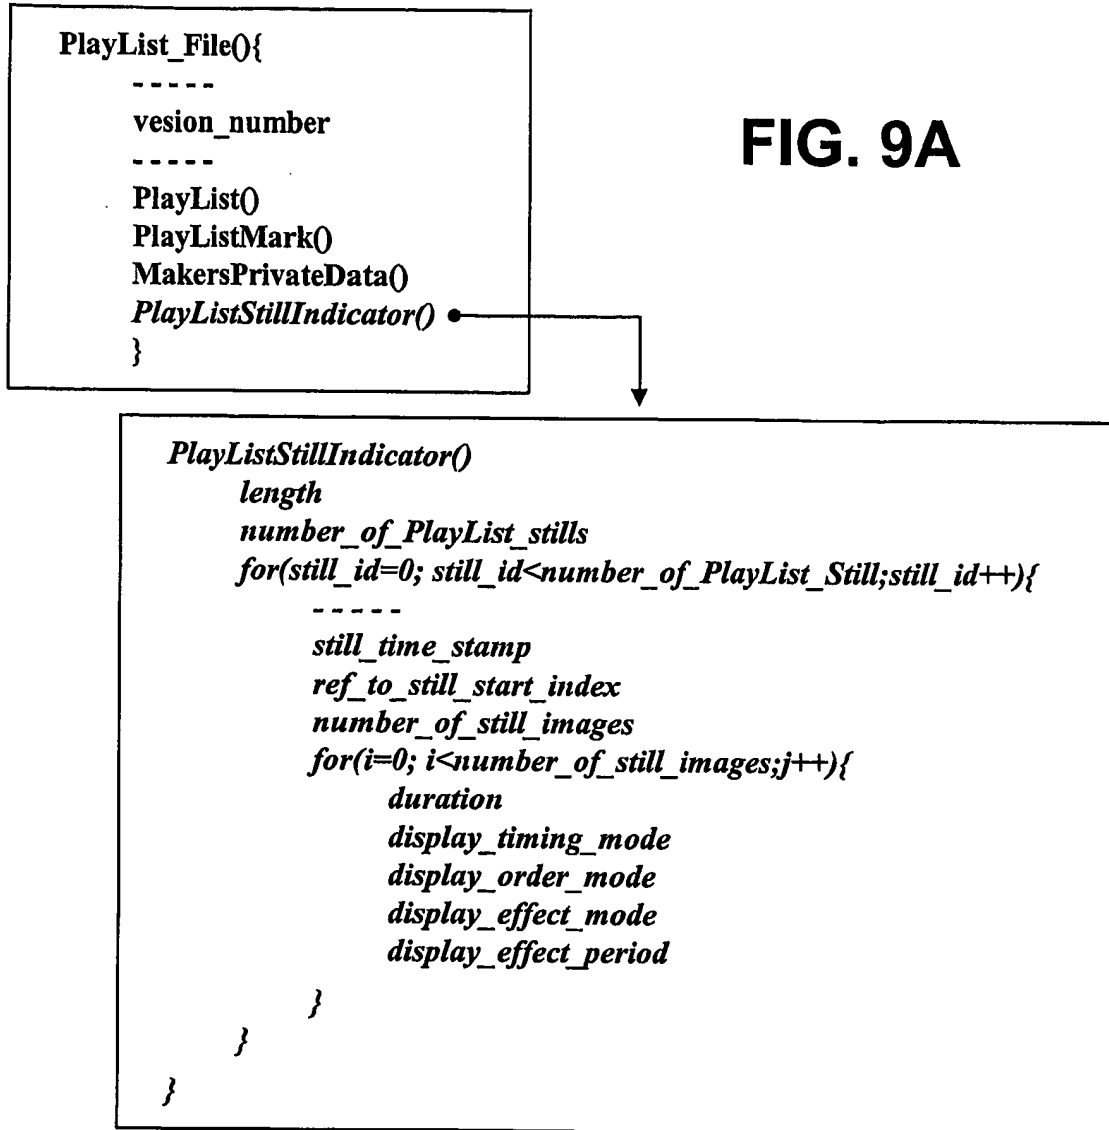 PlayList_File(){
- - - - -
vesion_number
- - - - -
PlayList()
PlayListMark()
MakersPrivateData()
PlayListStillIndicator()
}
FIG. 9A
PlayListStillIndicator()
length
number_of_PlayList_stills
for(still_id=0; still_id<number_of_PlayList_Still;still_id++){
- - - - -
still_time_stamp
ref_to_still_start_index
number_of_still_images
for(i=0; i<number_of_still_images;j++){
duration
display_timing_mode
display_order_mode
display_effect_mode
display_effect_period
}
}
}